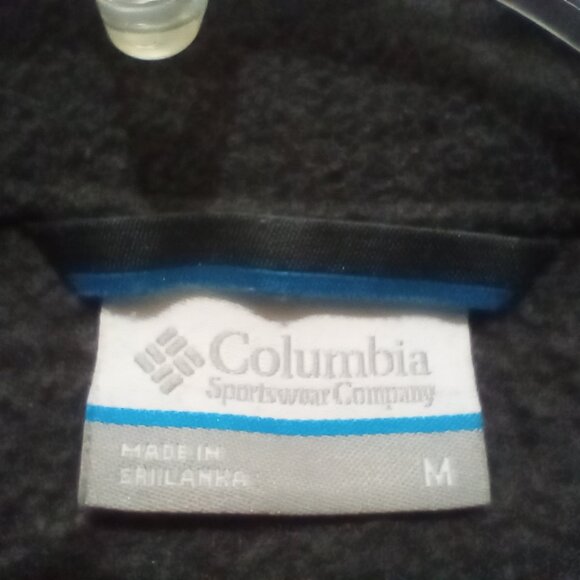 Columbia
Sportswear Company
MADE IN
SRI LANKA
M